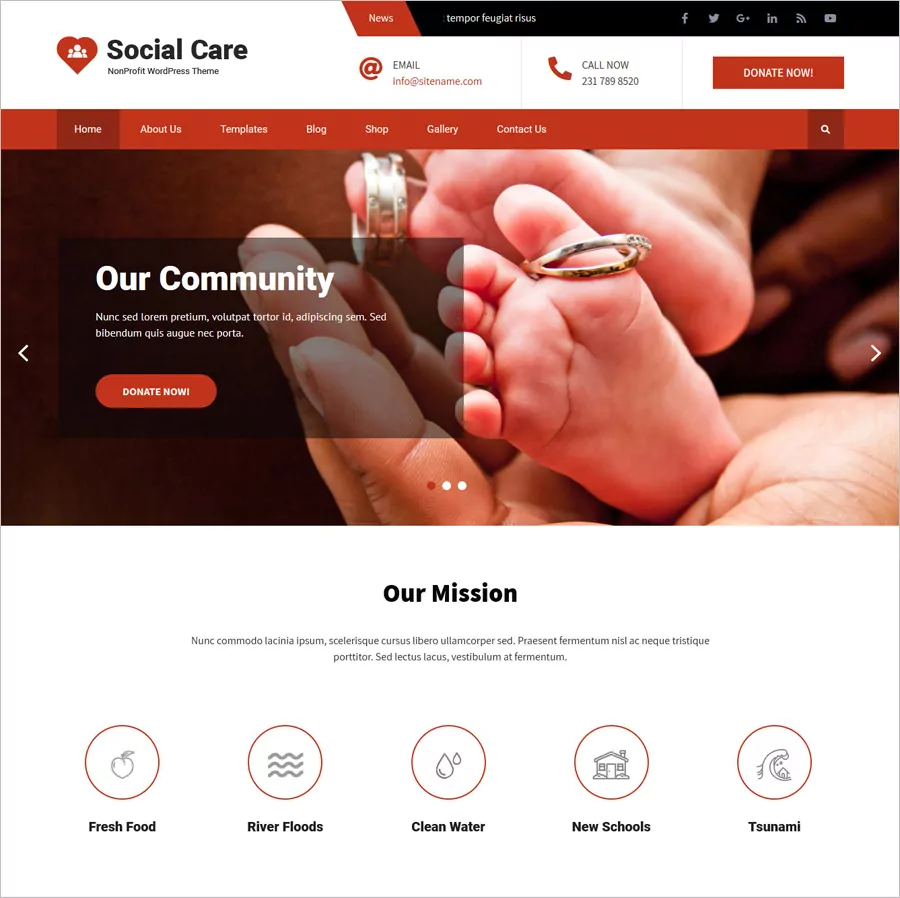 News
: tempor feugiat risus
Social Care
NonProfit WordPress Theme
EMAIL
info@sitename.com
CALL NOW
231 789 8520
DONATE NOW!
Home
About Us
Templates
Blog
Shop
Gallery
Contact Us
Our Community
Nunc sed lorem pretium, volutpat tortor id, adipiscing sem. Sed
bibendum quis augue nec porta.
DONATE NOW!
Our Mission
Nunc commodo lacinia ipsum, scelerisque cursus libero ullamcorper sed. Praesent fermentum nisl ac neque tristique
porttitor. Sed lectus lacus, vestibulum at fermentum.
Fresh Food
River Floods
Clean Water
New Schools
Tsunami